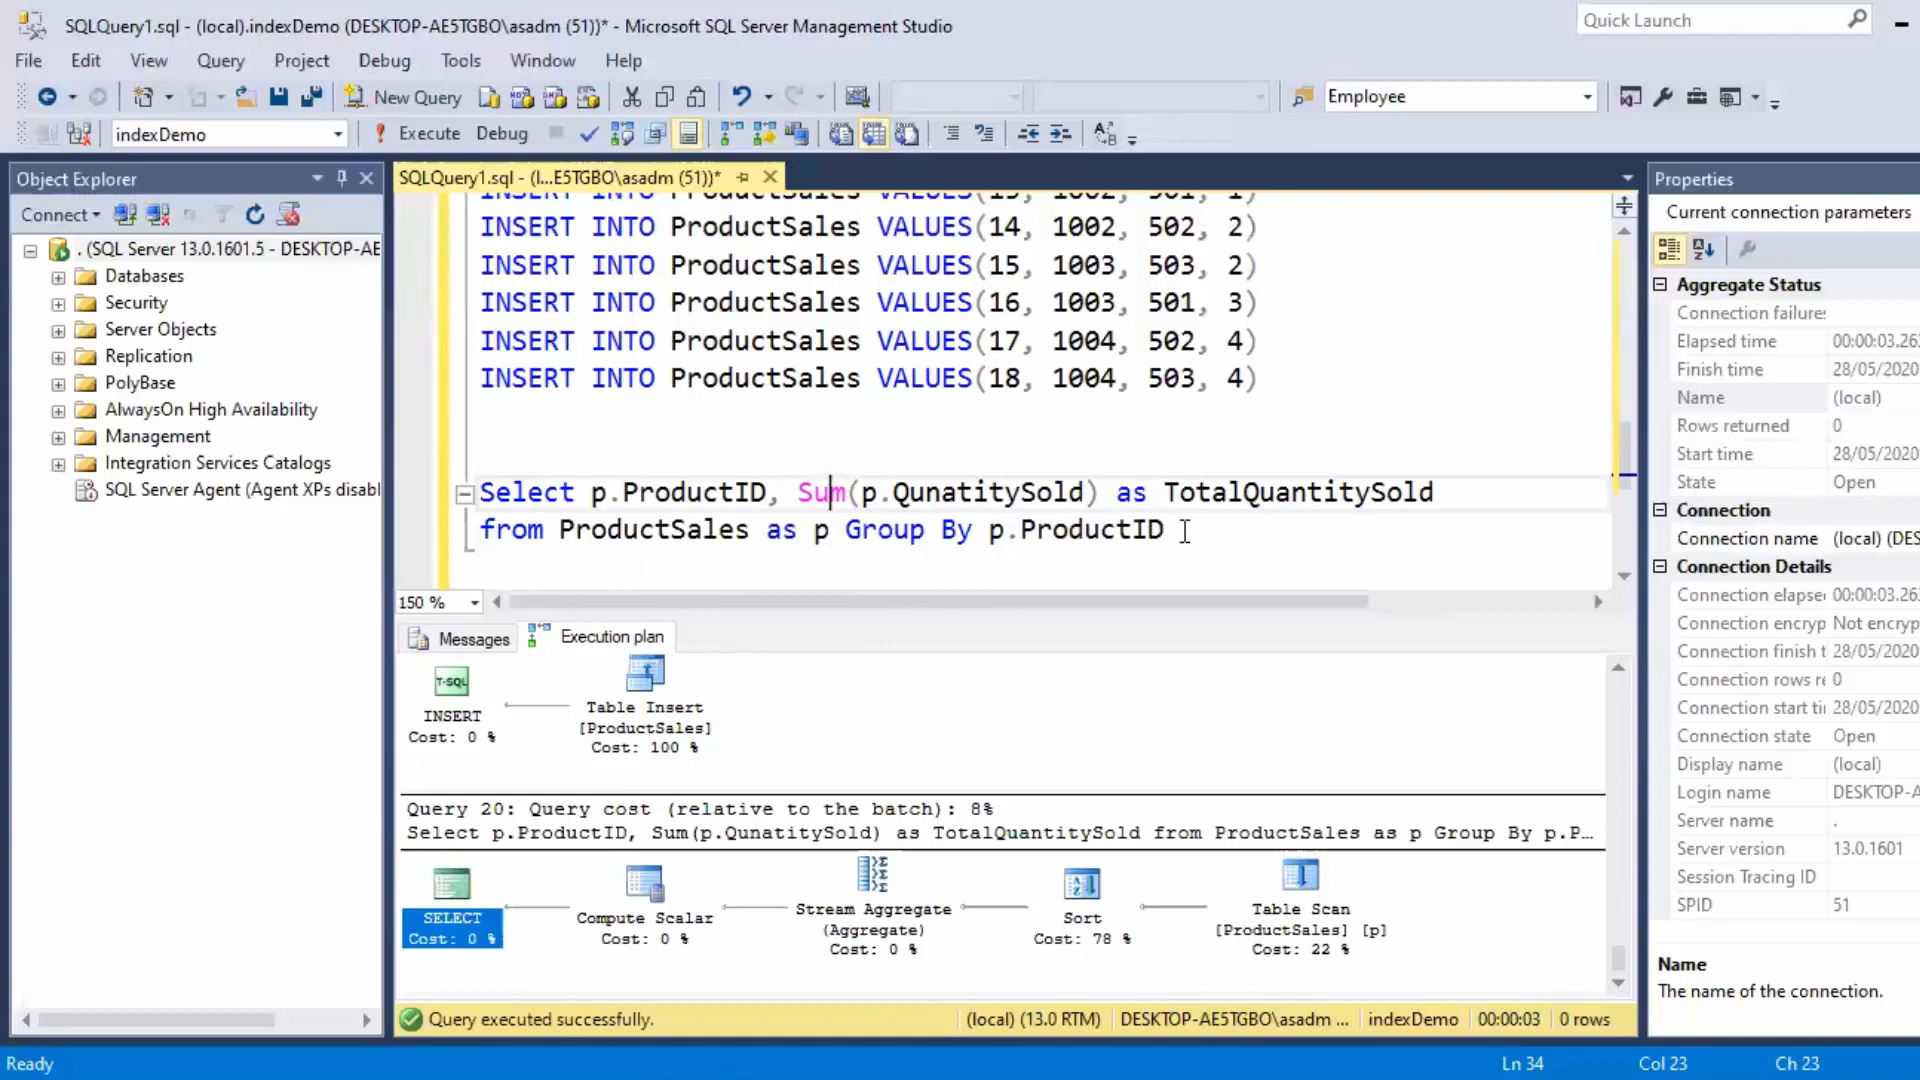 SQLQuery1.sql - (local).indexDemo (DESKTOP-AE5TGBO\asadm (51))* - Microsoft SQL Server Management Studio
Quick Launch
File Edit View Query Project Debug Tools Window Help
New Query
Employee
indexDemo
Execute Debug
Object Explorer
Connect
. (SQL Server 13.0.1601.5 - DESKTOP-AE
Databases
Security
Server Objects
Replication
PolyBase
AlwaysOn High Availability
Management
Integration Services Catalogs
SQL Server Agent (Agent XPs disabl
SQLQuery1.sql - (l...E5TGBO\asadm (51))*
INSERT INTO ProductSales VALUES(13, 1002, 501, 1)
INSERT INTO ProductSales VALUES(14, 1002, 502, 2)
INSERT INTO ProductSales VALUES(15, 1003, 503, 2)
INSERT INTO ProductSales VALUES(16, 1003, 501, 3)
INSERT INTO ProductSales VALUES(17, 1004, 502, 4)
INSERT INTO ProductSales VALUES(18, 1004, 503, 4)
Select p.ProductID, Sum(p.QunatitySold) as TotalQuantitySold
from ProductSales as p Group By p.ProductID
150 %
Messages
Execution plan
T-SQL
INSERT
Cost: 0 %
Table Insert
[ProductSales]
Cost: 100 %
Query 20: Query cost (relative to the batch): 8%
Select p.ProductID, Sum(p.QunatitySold) as TotalQuantitySold from ProductSales as p Group By p.P...
SELECT
Cost: 0 %
Compute Scalar
Cost: 0 %
Stream Aggregate
(Aggregate)
Cost: 0 %
Sort
Cost: 78 %
Table Scan
[ProductSales] [p]
Cost: 22 %
Query executed successfully.
(local) (13.0 RTM)
DESKTOP-AE5TGBO\asadm ...
indexDemo
00:00:03
0 rows
Properties
Current connection parameters
Aggregate Status
Connection failures
Elapsed time 00:00:03.263
Finish time 28/05/2020
Name (local)
Rows returned 0
Start time 28/05/2020
State Open
Connection
Connection name (local) (DES
Connection Details
Connection elapse 00:00:03.263
Connection encryp Not encryp
Connection finish t 28/05/2020
Connection rows re 0
Connection start ti 28/05/2020
Connection state Open
Display name (local)
Login name DESKTOP-A
Server name .
Server version 13.0.1601
Session Tracing ID
SPID 51
Name
The name of the connection.
Ready
Ln 34
Col 23
Ch 23